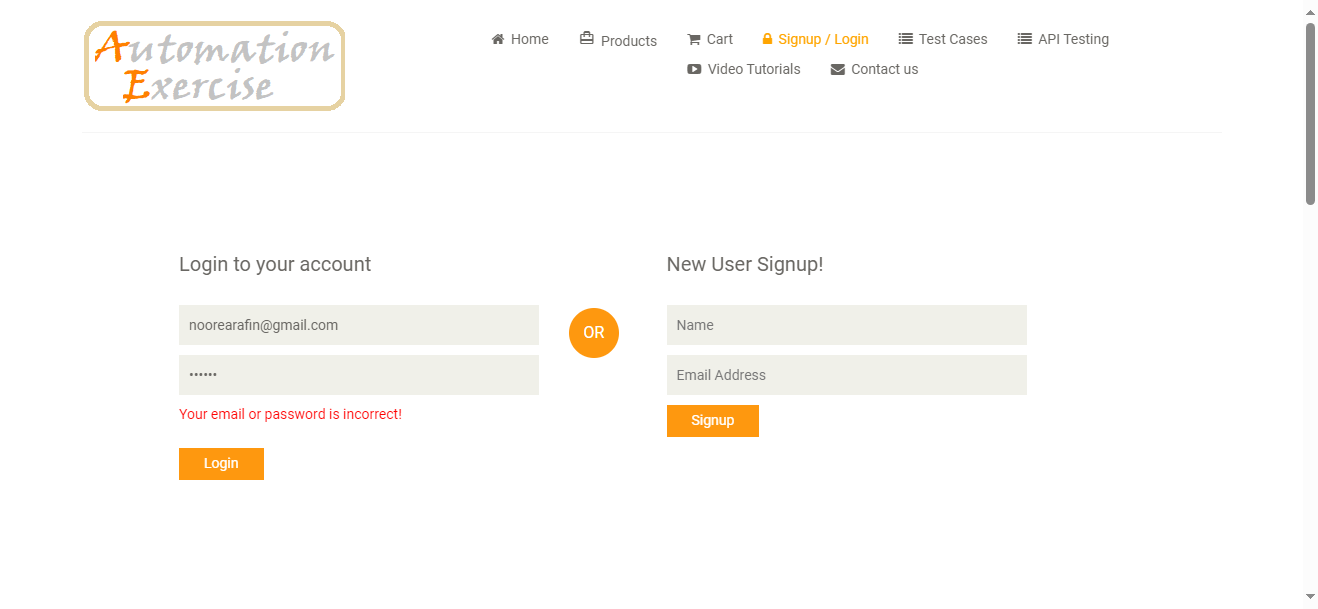 Automation
Exercise
Home Products Cart Signup / Login Test Cases API Testing
Video Tutorials Contact us
Login to your account
noorearafin@gmail.com
••••••
Your email or password is incorrect!
Login
OR
New User Signup!
Name
Email Address
Signup